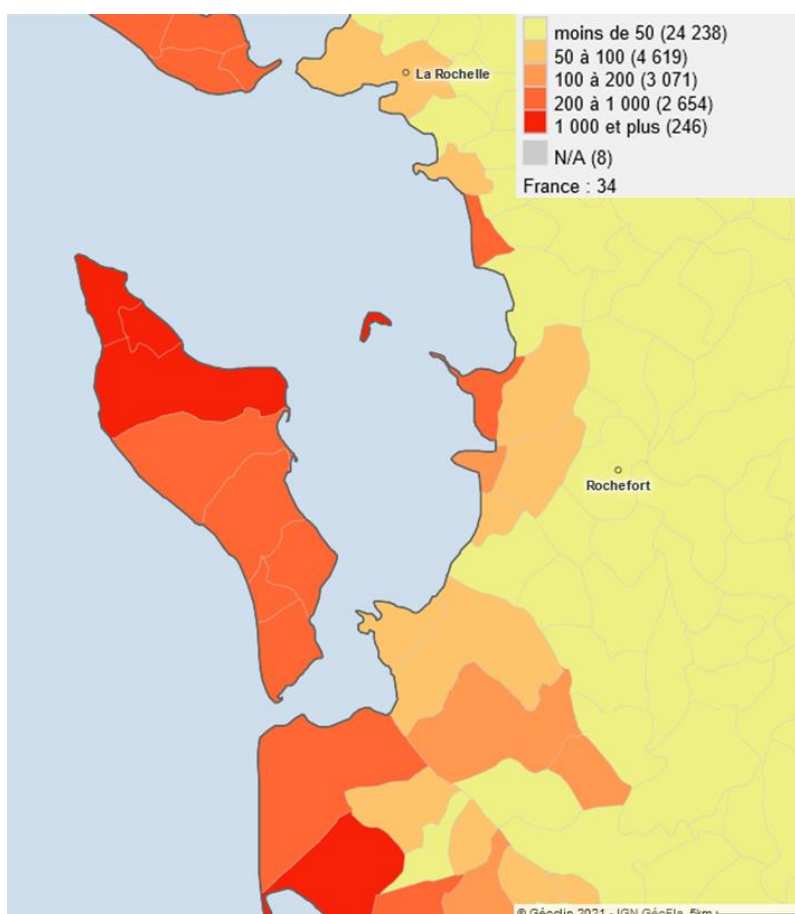 moins de 50 (24 238)
50 à 100 (4 619)
100 à 200 (3 071)
200 à 1 000 (2 654)
1 000 et plus (246)
N/A (8)
France : 34
La Rochelle
Rochefort
© Géoclip 2021 - IGN GéoFla 5km